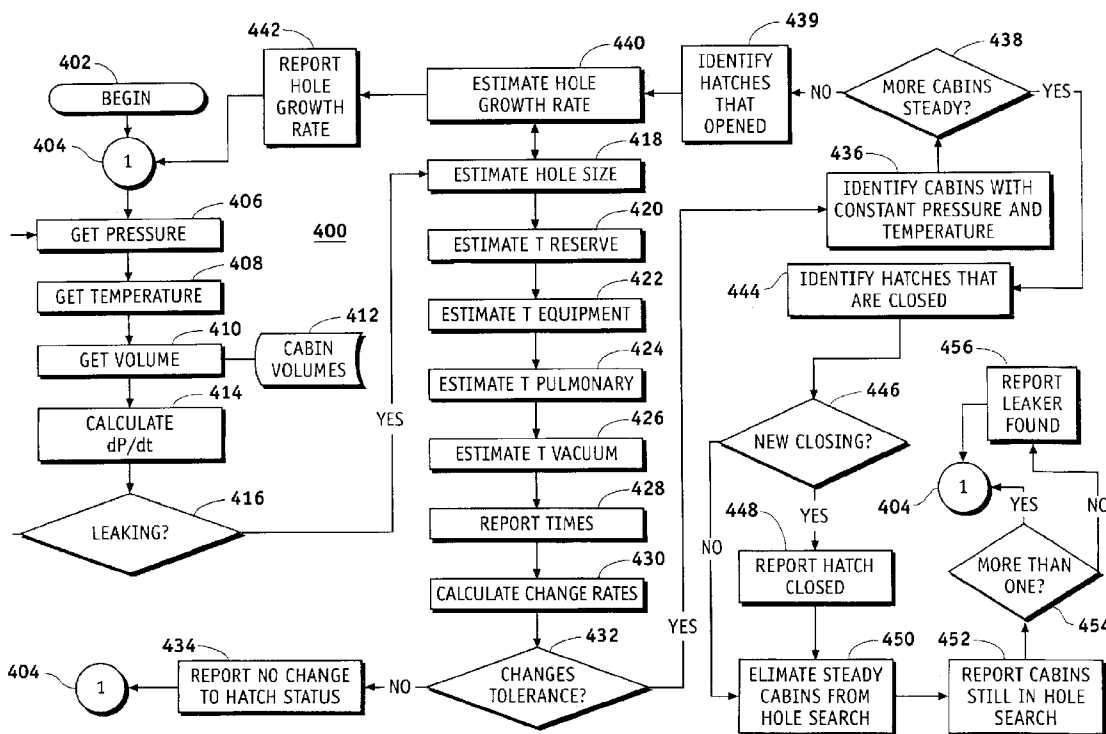 402
BEGIN
404
1
406
GET PRESSURE
408
GET TEMPERATURE
410
GET VOLUME
412
CABIN
VOLUMES
414
CALCULATE
dP/dt
416
LEAKING?
YES
400
442
REPORT
HOLE
GROWTH
RATE
440
ESTIMATE HOLE
GROWTH RATE
418
ESTIMATE HOLE SIZE
420
ESTIMATE T RESERVE
422
ESTIMATE T EQUIPMENT
424
ESTIMATE T PULMONARY
426
ESTIMATE T VACUUM
428
REPORT TIMES
430
CALCULATE CHANGE RATES
432
CHANGES
TOLERANCE?
NO
434
REPORT NO CHANGE
TO HATCH STATUS
404
1
YES
436
IDENTIFY CABINS WITH
CONSTANT PRESSURE AND
TEMPERATURE
438
MORE CABINS
STEADY?
NO
439
IDENTIFY
HATCHES
THAT
OPENED
YES
444
IDENTIFY HATCHES THAT
ARE CLOSED
446
NEW CLOSING?
YES
448
REPORT HATCH
CLOSED
NO
450
ELIMATE STEADY
CABINS FROM
HOLE SEARCH
452
REPORT CABINS
STILL IN HOLE
SEARCH
454
MORE THAN
ONE?
YES
404
1
NO
456
REPORT
LEAKER
FOUND